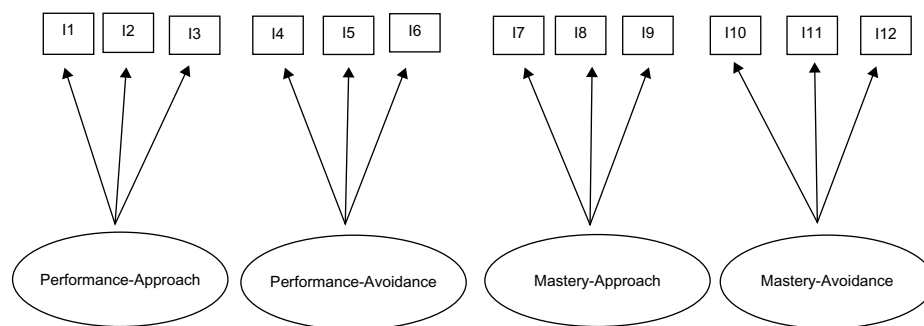 I1 I2 I3 I4 I5 I6 I7 I8 I9 I10 I11 I12
Performance-Approach Performance-Avoidance Mastery-Approach Mastery-Avoidance